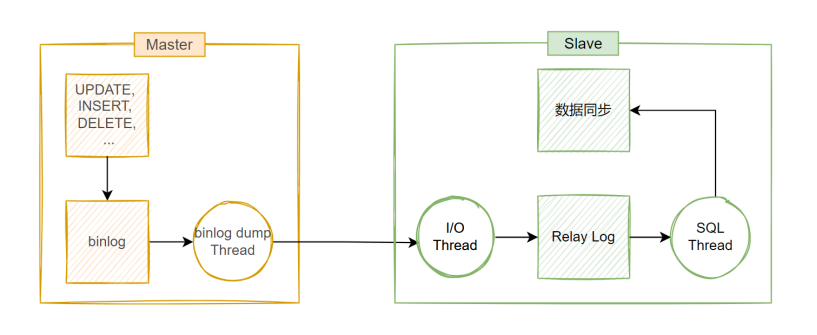 Master
UPDATE,
INSERT,
DELETE,
...
binlog
binlog dump
Thread
Slave
数据同步
I/O
Thread
Relay Log
SQL
Thread